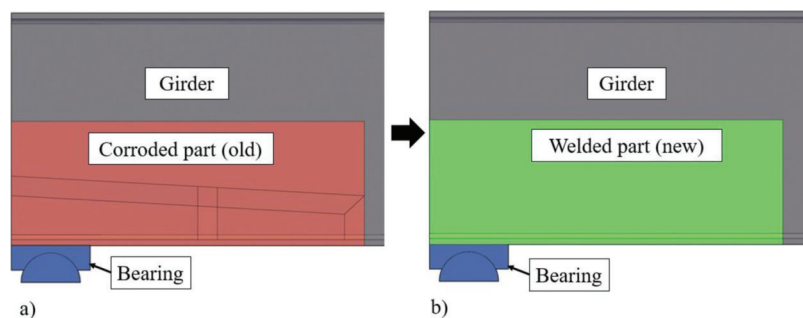 Girder
Corroded part (old)
Bearing
a)
Girder
Welded part (new)
Bearing
b)